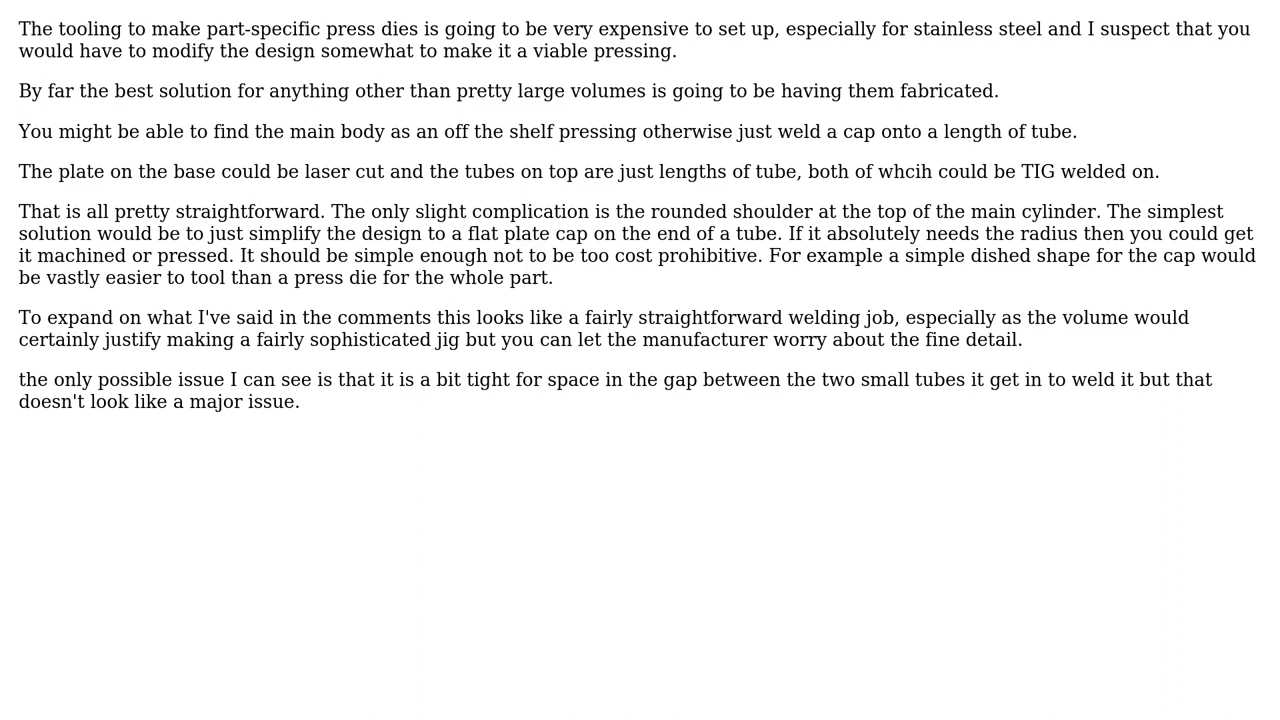 The tooling to make part-specific press dies is going to be very expensive to set up, especially for stainless steel and I suspect that you
would have to modify the design somewhat to make it a viable pressing.
By far the best solution for anything other than pretty large volumes is going to be having them fabricated.
You might be able to find the main body as an off the shelf pressing otherwise just weld a cap onto a length of tube.
The plate on the base could be laser cut and the tubes on top are just lengths of tube, both of whcih could be TIG welded on.
That is all pretty straightforward. The only slight complication is the rounded shoulder at the top of the main cylinder. The simplest
solution would be to just simplify the design to a flat plate cap on the end of a tube. If it absolutely needs the radius then you could get
it machined or pressed. It should be simple enough not to be too cost prohibitive. For example a simple dished shape for the cap would
be vastly easier to tool than a press die for the whole part.
To expand on what I've said in the comments this looks like a fairly straightforward welding job, especially as the volume would
certainly justify making a fairly sophisticated jig but you can let the manufacturer worry about the fine detail.
the only possible issue I can see is that it is a bit tight for space in the gap between the two small tubes it get in to weld it but that
doesn't look like a major issue.